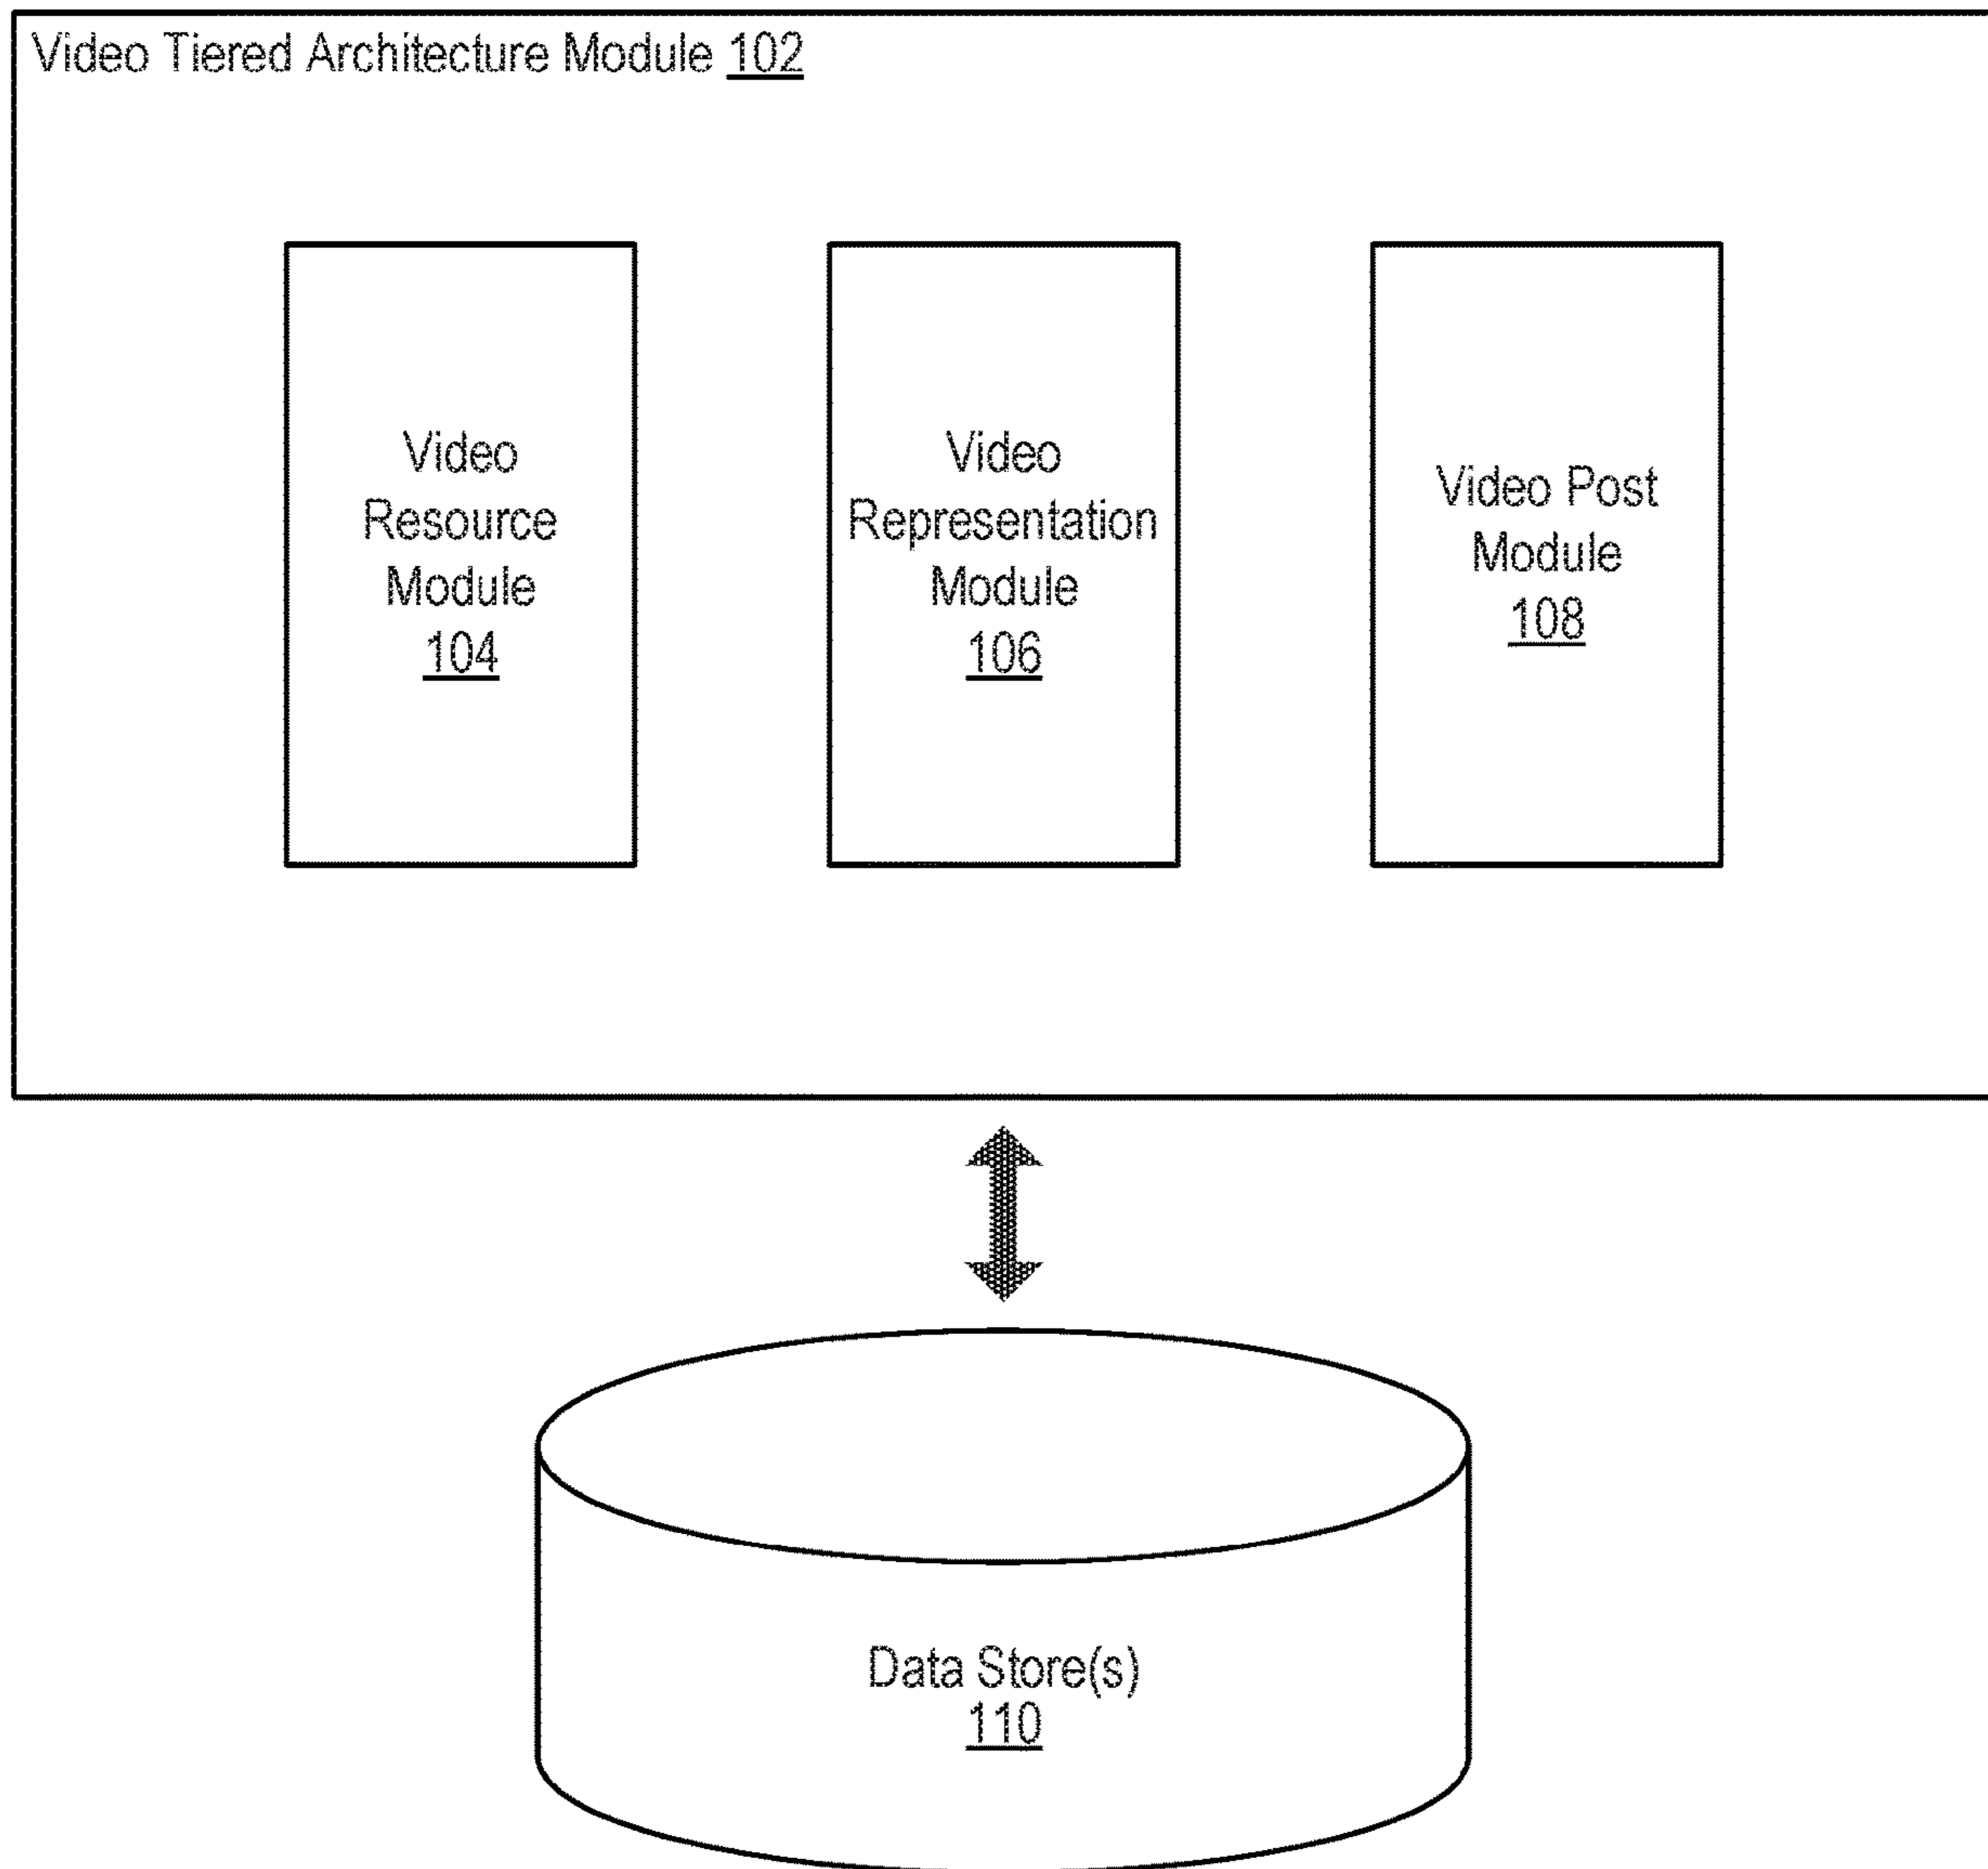 Video Tiered Architecture Module 102
Video
Resource
Module
104
Video
Representation
Module
106
Video Post
Module
108
Data Store(s)
110